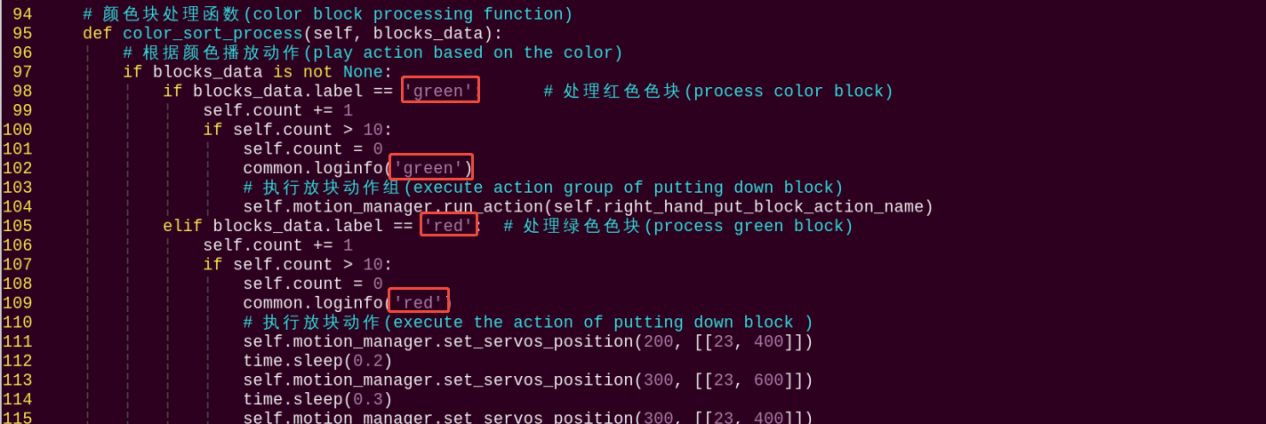 94 # 颜色块处理函数(color block processing function)
95 def color_sort_process(self, blocks_data):
96 # 根据颜色播放动作(play action based on the color)
97 if blocks_data is not None:
98 if blocks_data.label == 'green': # 处理红色色块(process color block)
99 self.count += 1
100 if self.count > 10:
101 self.count = 0
102 common.loginfo('green')
103 # 执行放块动作组(execute action group of putting down block)
104 self.motion_manager.run_action(self.right_hand_put_block_action_name)
105 elif blocks_data.label == 'red': # 处理绿色色块(process green block)
106 self.count += 1
107 if self.count > 10:
108 self.count = 0
109 common.loginfo('red')
110 # 执行放块动作(execute the action of putting down block )
111 self.motion_manager.set_servos_position(200, [[23, 400]])
112 time.sleep(0.2)
113 self.motion_manager.set_servos_position(300, [[23, 600]])
114 time.sleep(0.3)
115 self.motion_manager.set_servos_position(300, [[23, 400]])